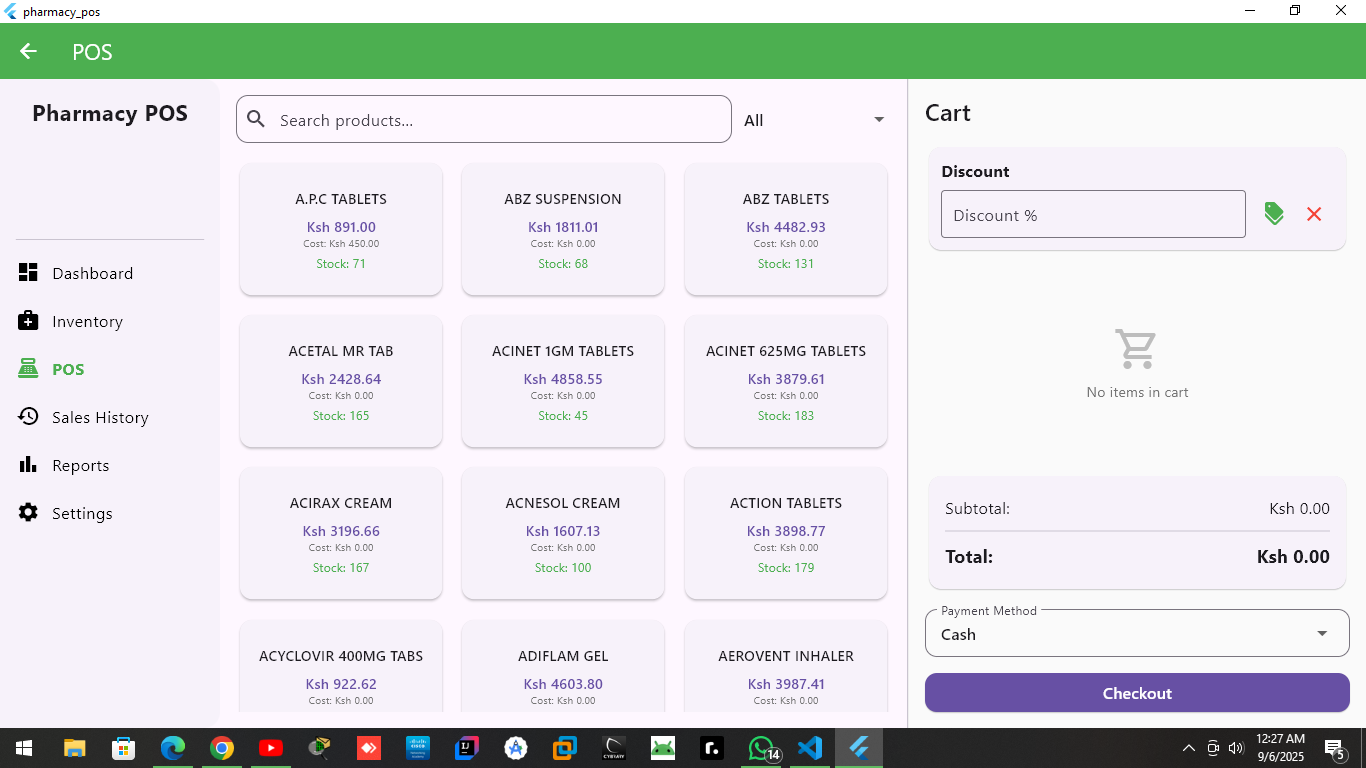 pharmacy_pos
POS
Pharmacy POS
Dashboard
Inventory
POS
Sales History
Reports
Settings
Search products...
All
A.P.C TABLETS
Ksh 891.00
Cost: Ksh 450.00
Stock: 71
ABZ SUSPENSION
Ksh 1811.01
Cost: Ksh 0.00
Stock: 68
ABZ TABLETS
Ksh 4482.93
Cost: Ksh 0.00
Stock: 131
ACETAL MR TAB
Ksh 2428.64
Cost: Ksh 0.00
Stock: 165
ACINET 1GM TABLETS
Ksh 4858.55
Cost: Ksh 0.00
Stock: 45
ACINET 625MG TABLETS
Ksh 3879.61
Cost: Ksh 0.00
Stock: 183
ACIRAX CREAM
Ksh 3196.66
Cost: Ksh 0.00
Stock: 167
ACNESOL CREAM
Ksh 1607.13
Cost: Ksh 0.00
Stock: 100
ACTION TABLETS
Ksh 3898.77
Cost: Ksh 0.00
Stock: 179
ACYCLOVIR 400MG TABS
Ksh 922.62
Cost: Ksh 0.00
ADIFLAM GEL
Ksh 4603.80
Cost: Ksh 0.00
AEROVENT INHALER
Ksh 3987.41
Cost: Ksh 0.00
Cart
Discount
Discount %
No items in cart
Subtotal: Ksh 0.00
Total: Ksh 0.00
Payment Method
Cash
Checkout
14
12:27 AM
9/6/2025
5